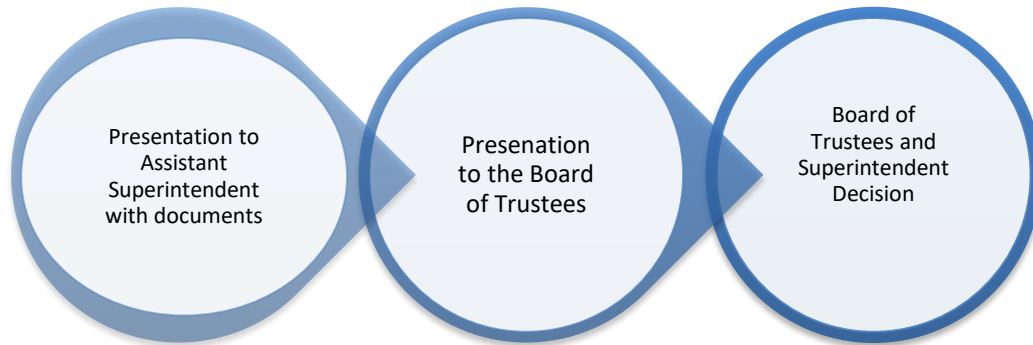 Presentation to
Assistant
Superintendent
with documents
Presenation
to the Board
of Trustees
Board of
Trustees and
Superintendent
Decision